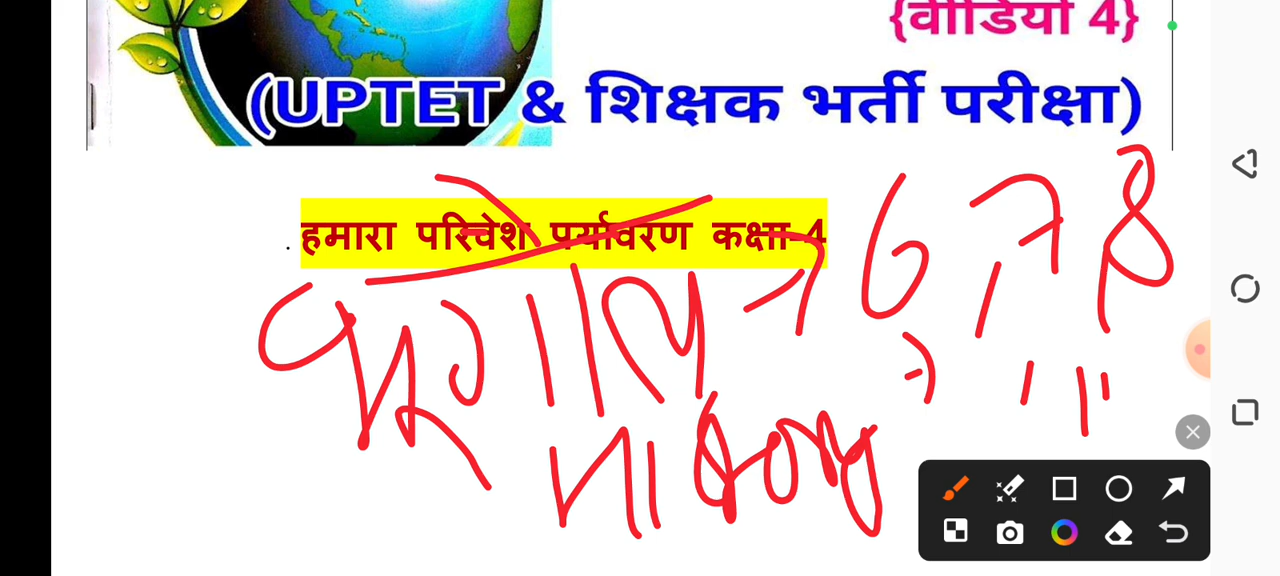 {वीडियो 4}
(UPTET & शिक्षक भर्ती परीक्षा)
हमारा परिवेश पर्यावरण कक्षा-4
भूगोल → 6, 7, 8